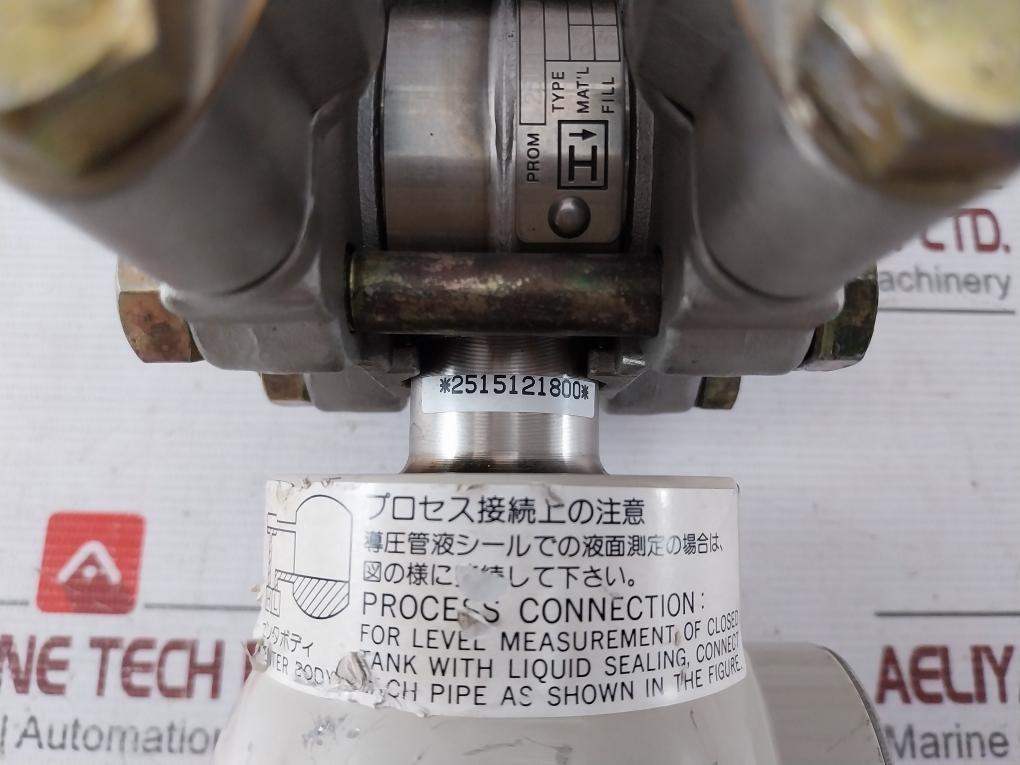 PROM
TYPE
MAT'L
FILL
H
LTD.
achinery
*2515121800*
プロセス接続上の注意
導圧管液シールでの液面測定の場合は、
図の様に 続して下さい。
PROCESS CONNECTION:
FOR LEVEL MEASUREMENT OF CLOSED
TANK WITH LIQUID SEALING, CONNECT
PIPE AS SHOWN IN THE FIGURE.
H L
ンタボディ
BODY
NE TECH
Automation
AELIY
Marine